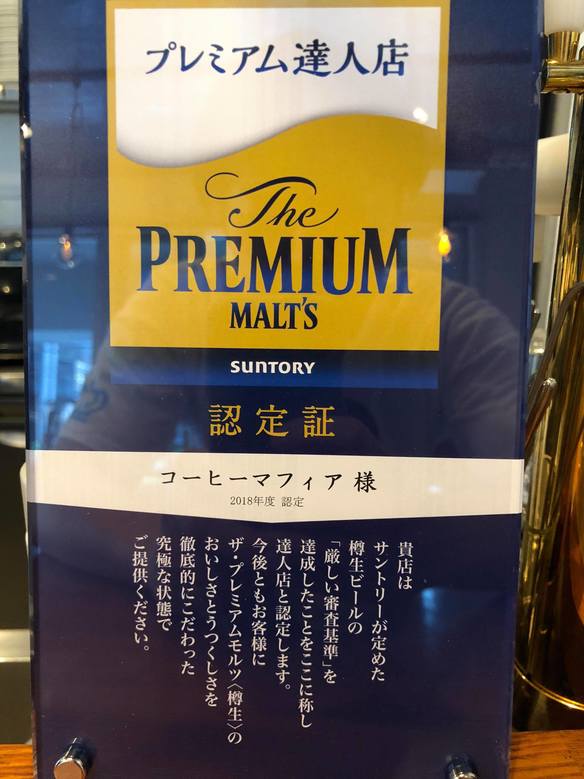 プレミアム達人店
The
PREMIUM
MALT'S
SUNTORY
認定証
コーヒーマフィア 様
2018年度 認定
貴店は
サントリーが定めた
樽生ビールの
「厳しい審査基準」を
達成したことをここに称し
達人店と認定します。
今後ともお客様に
ザ・プレミアムモルツ〈樽生〉の
おいしさとうつくしさを
徹底的にこだわった
究極な状態で
ご提供ください。